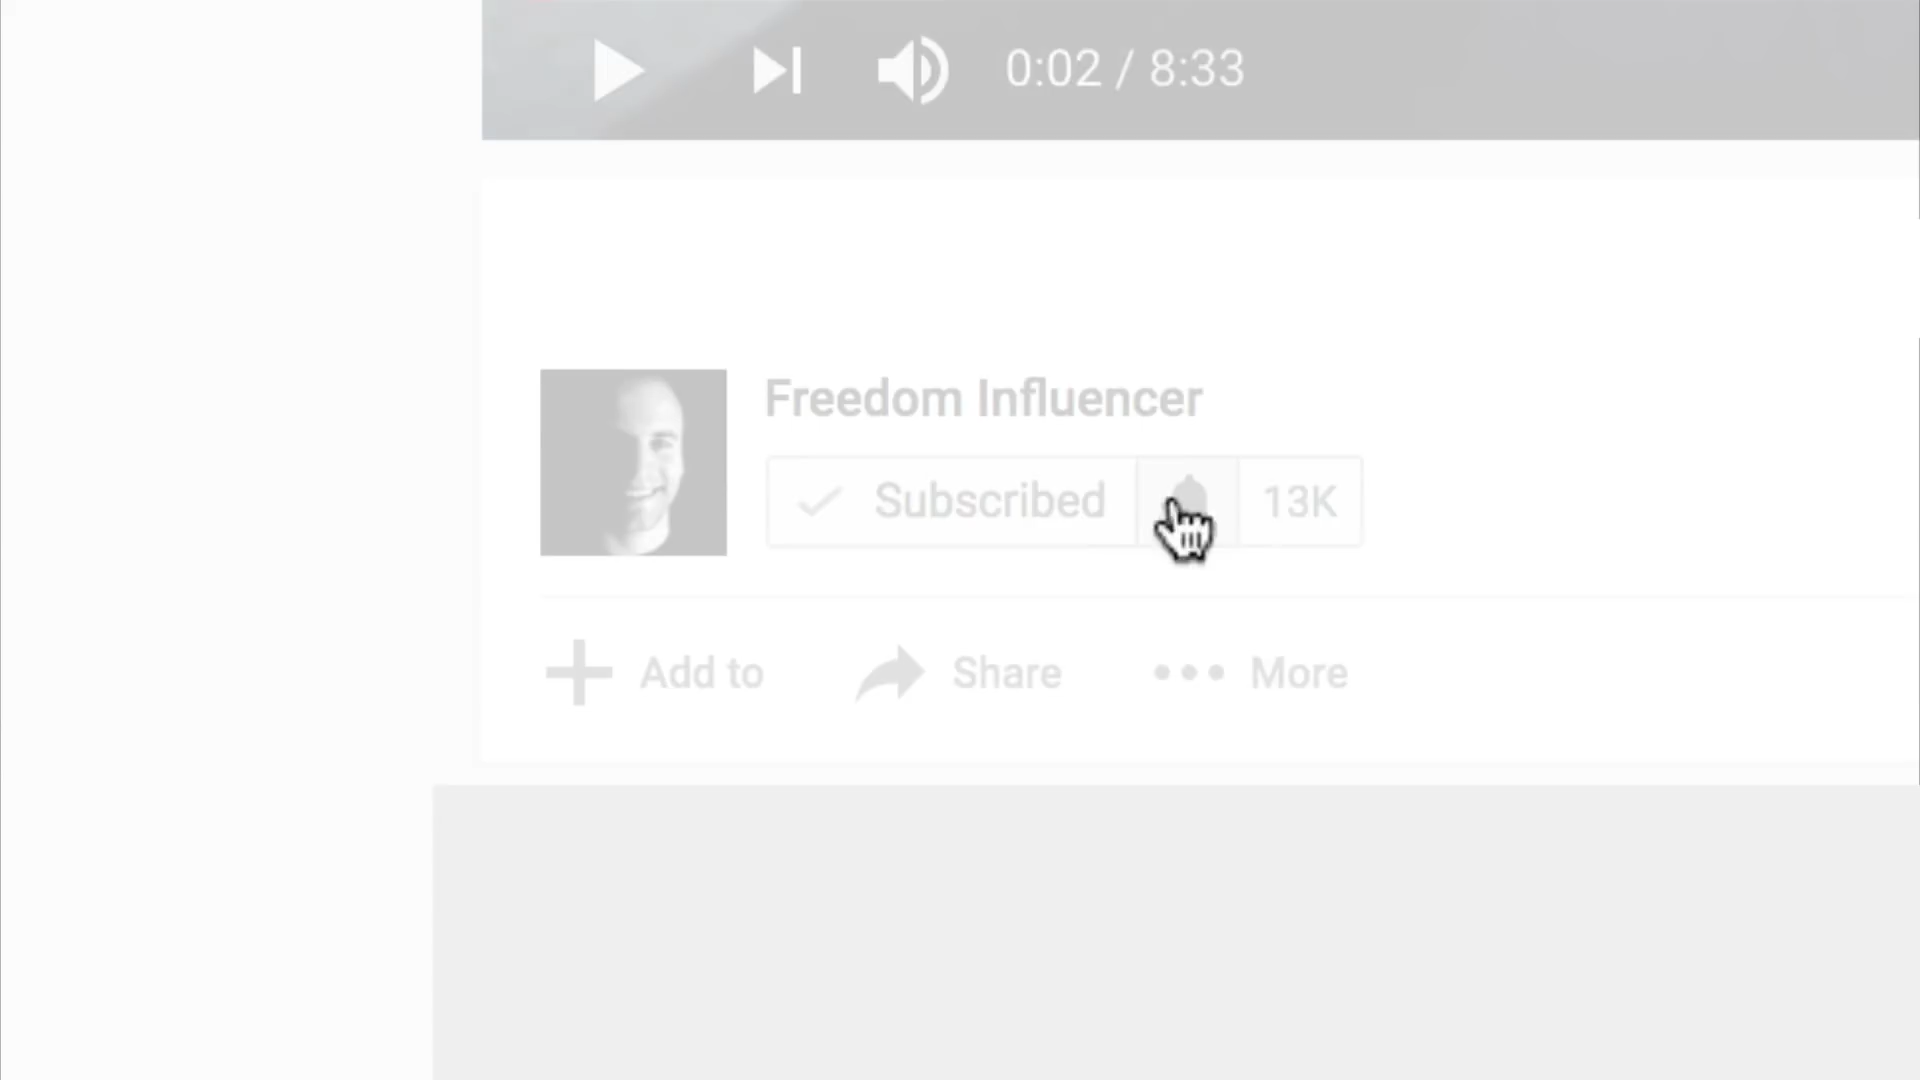 0:02 / 8:33
Freedom Influencer
Subscribed 13K
Add to Share More